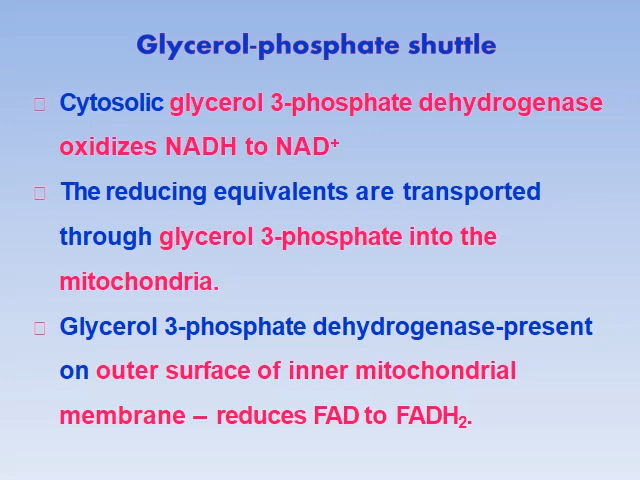 Glycerol-phosphate shuttle
Cytosolic glycerol 3-phosphate dehydrogenase
oxidizes NADH to NAD⁺
The reducing equivalents are transported
through glycerol 3-phosphate into the
mitochondria.
Glycerol 3-phosphate dehydrogenase-present
on outer surface of inner mitochondrial
membrane – reduces FAD to FADH₂.